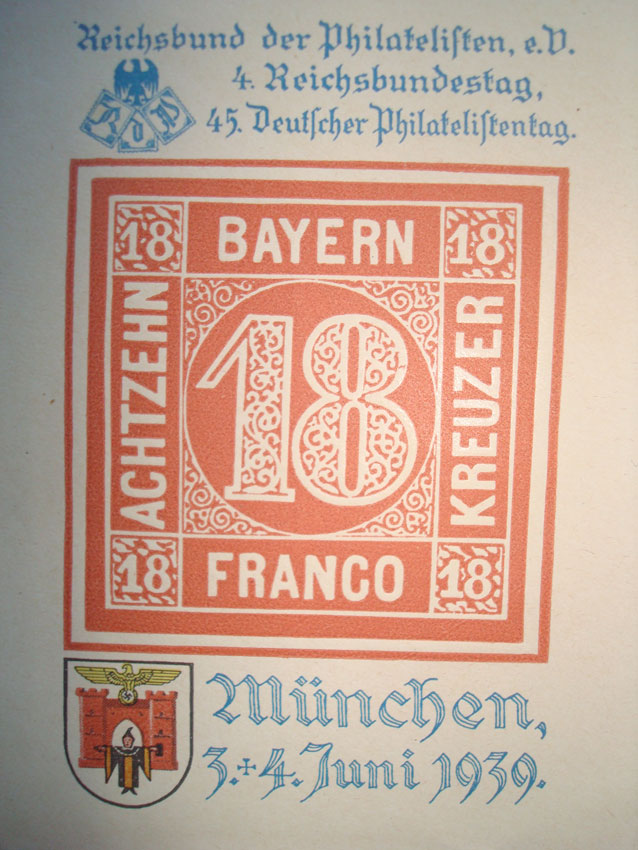 Reichsbund der Philatelisten, e.V.
4. Reichsbundestag,
45. Deutscher Philatelistentag.
R d P
18 BAYERN 18
ACHTZEHN
18
KREUZER
18 FRANCO 18
München,
3.+4. Juni 1939.